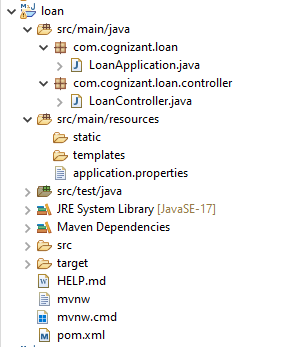 loan
src/main/java
com.cognizant.loan
LoanApplication.java
com.cognizant.loan.controller
LoanController.java
src/main/resources
static
templates
application.properties
src/test/java
JRE System Library [JavaSE-17]
Maven Dependencies
src
target
HELP.md
mvnw
mvnw.cmd
pom.xml